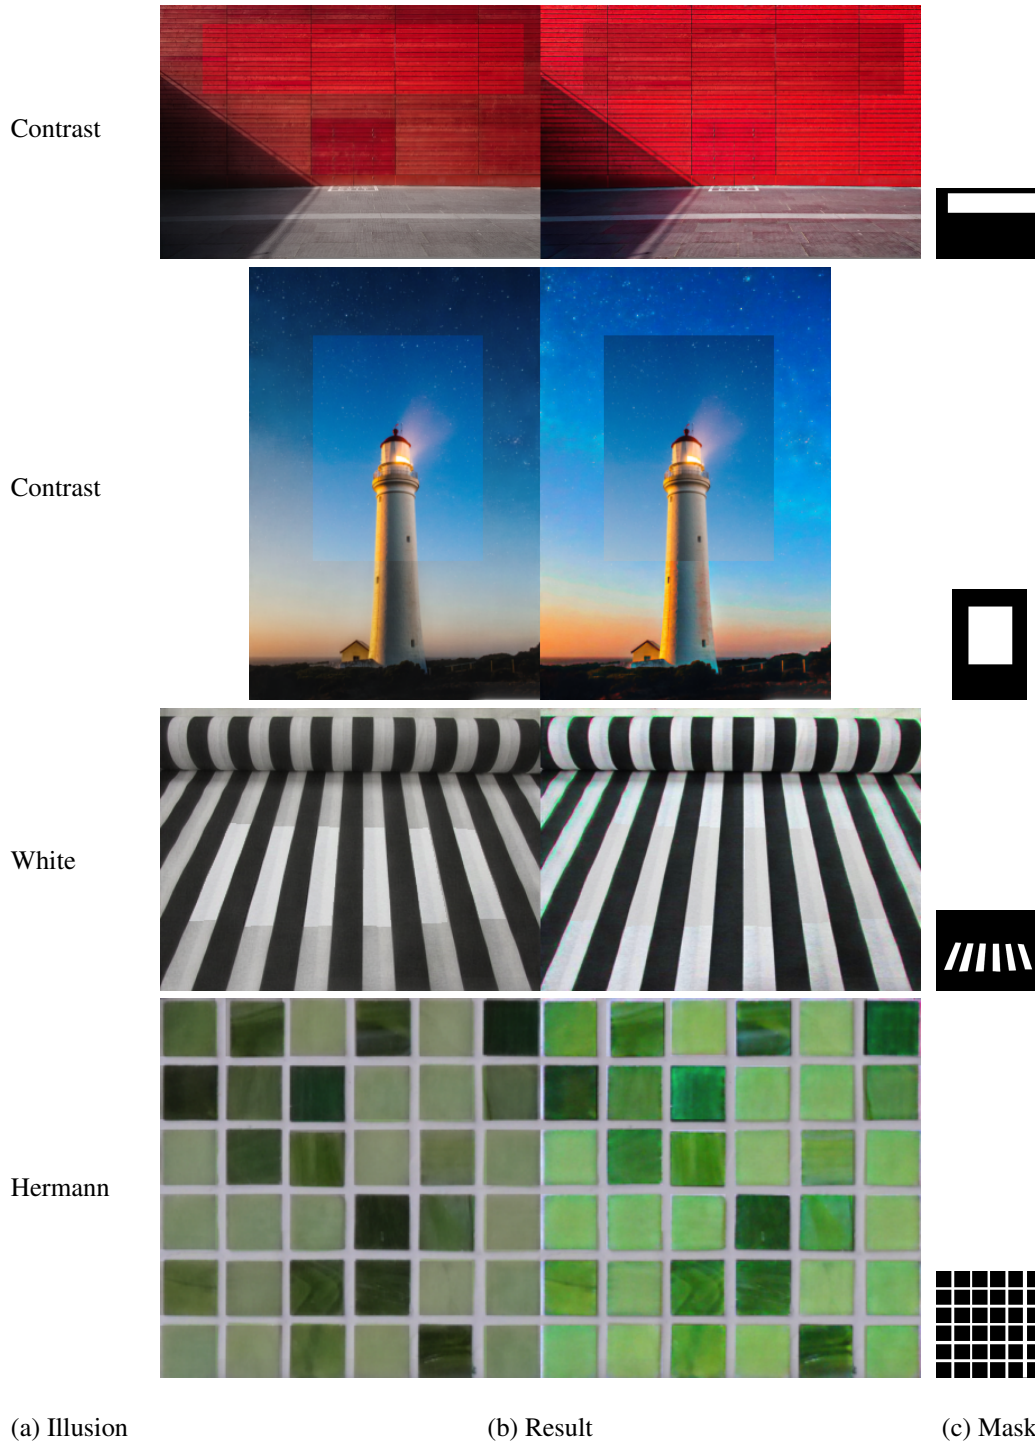 Contrast
Contrast
White
Hermann
(a) Illusion
(b) Result
(c) Mask